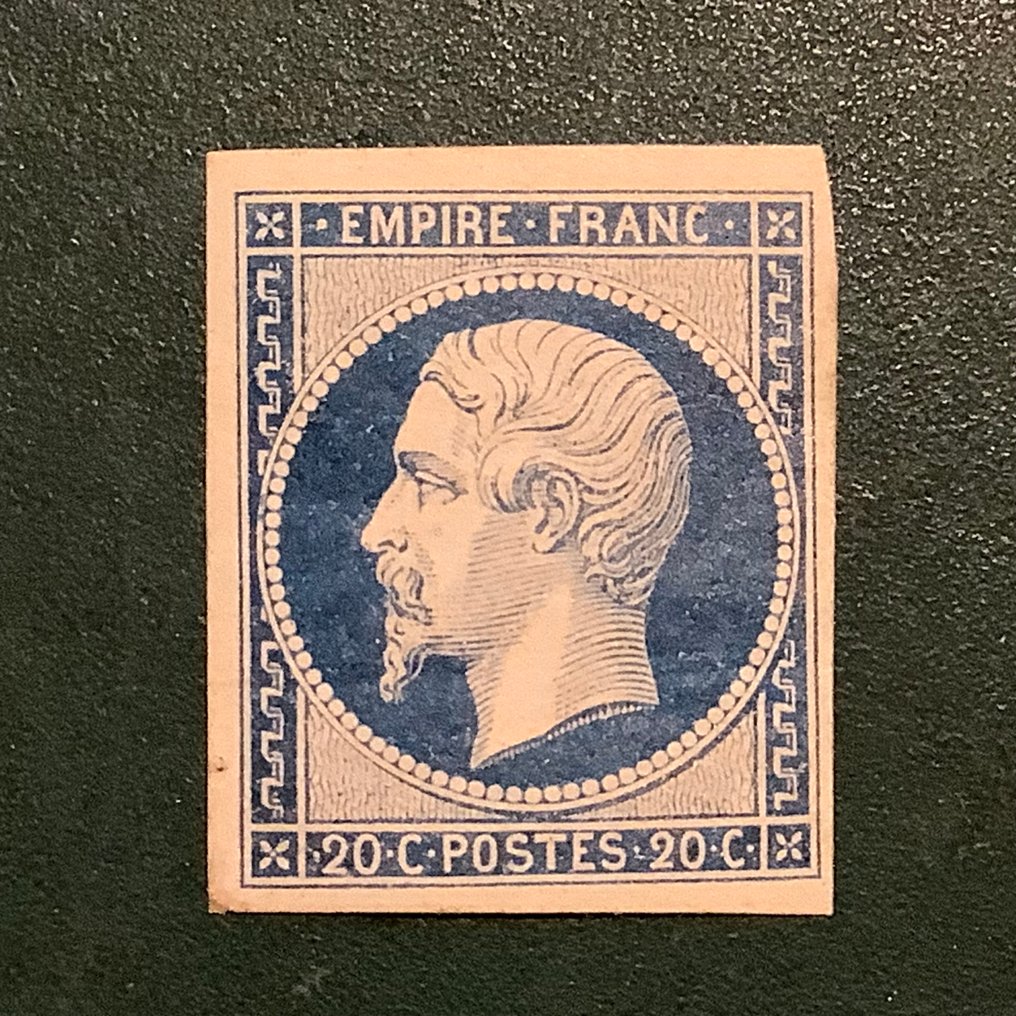 · EMPIRE · FRANC ·
· 20 · C · POSTES · 20 · C ·